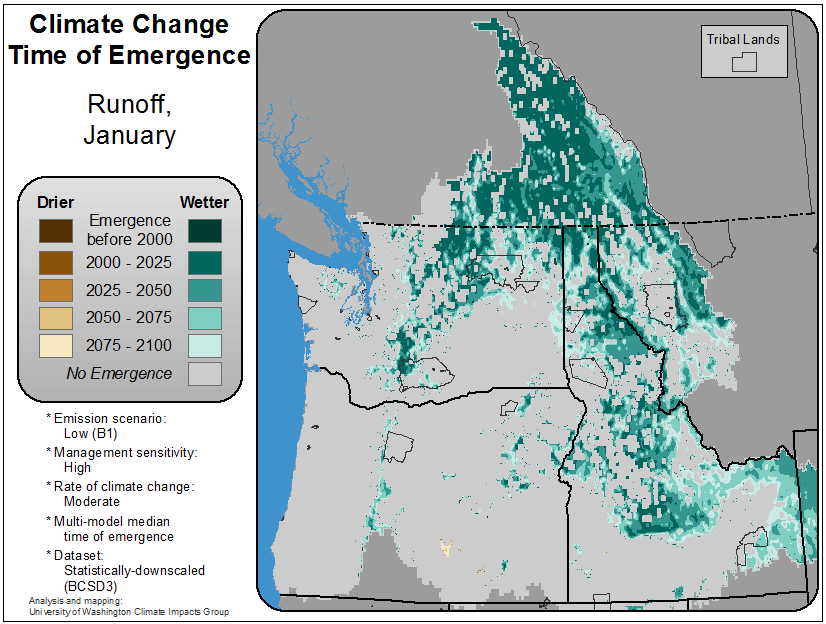 Climate Change
Time of Emergence
Runoff,
January
Drier
Wetter
Emergence
before 2000
2000 - 2025
2025 - 2050
2050 - 2075
2075 - 2100
No Emergence
* Emission scenario:
Low (B1)
* Management sensitivity:
High
* Rate of climate change:
Moderate
* Multi-model median
time of emergence
* Dataset:
Statistically-downscaled
(BCSD3)
Analysis and mapping:
University of Washington Climate Impacts Group
Tribal Lands